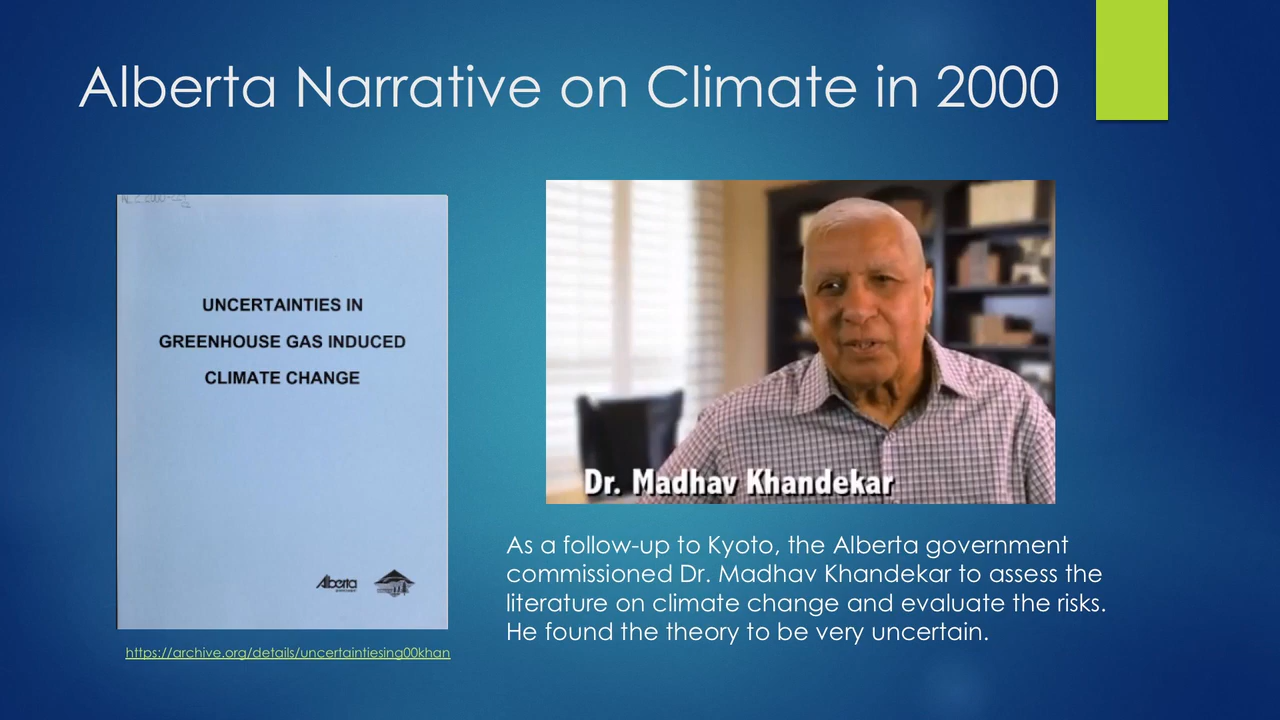 Alberta Narrative on Climate in 2000
UNCERTAINTIES IN
GREENHOUSE GAS INDUCED
CLIMATE CHANGE
Alberta
https://archive.org/details/uncertaintiesing00khan
Dr. Madhav Khandekar
As a follow-up to Kyoto, the Alberta government
commissioned Dr. Madhav Khandekar to assess the
literature on climate change and evaluate the risks.
He found the theory to be very uncertain.